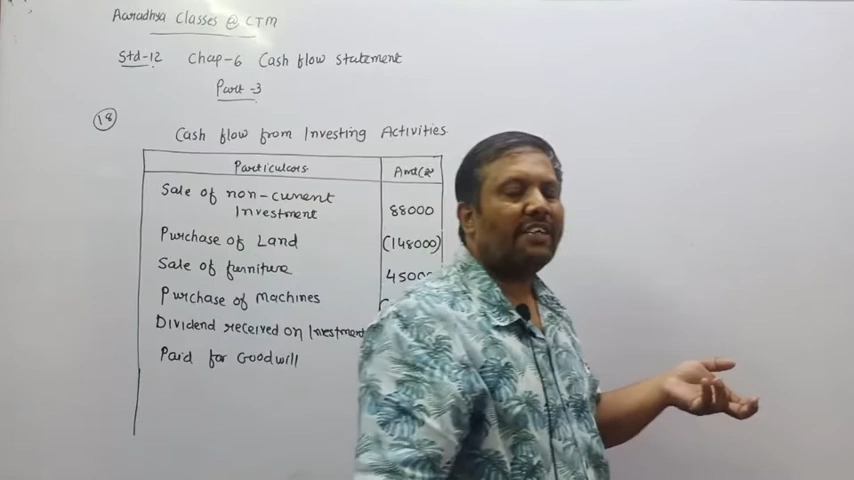 Aaradhya Classes @ CTM
Std-12 Chap-6 Cash flow statement
Part-3
18
Cash flow from Investing Activities.
Particulars Amt(₹
Sale of non-current
Investment 88000
Purchase of Land (148000)
Sale of furniture 4500
Purchase of Machines (
Dividend received on Investment
Paid for Goodwill